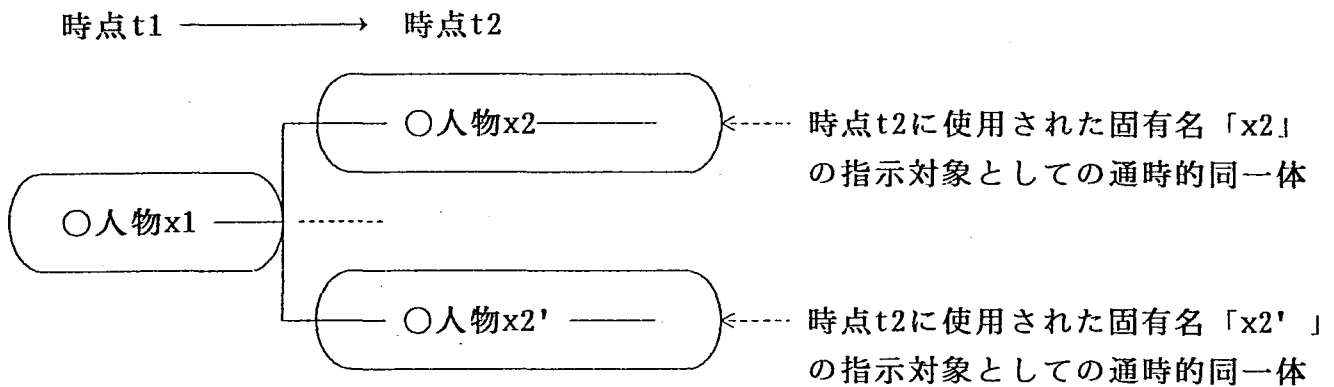 時点t1 ——→ 時点t2
○人物x2
時点t2に使用された固有名「x2」
の指示対象としての通時的同一体
○人物x1
○人物x2'
時点t2に使用された固有名「x2'」
の指示対象としての通時的同一体